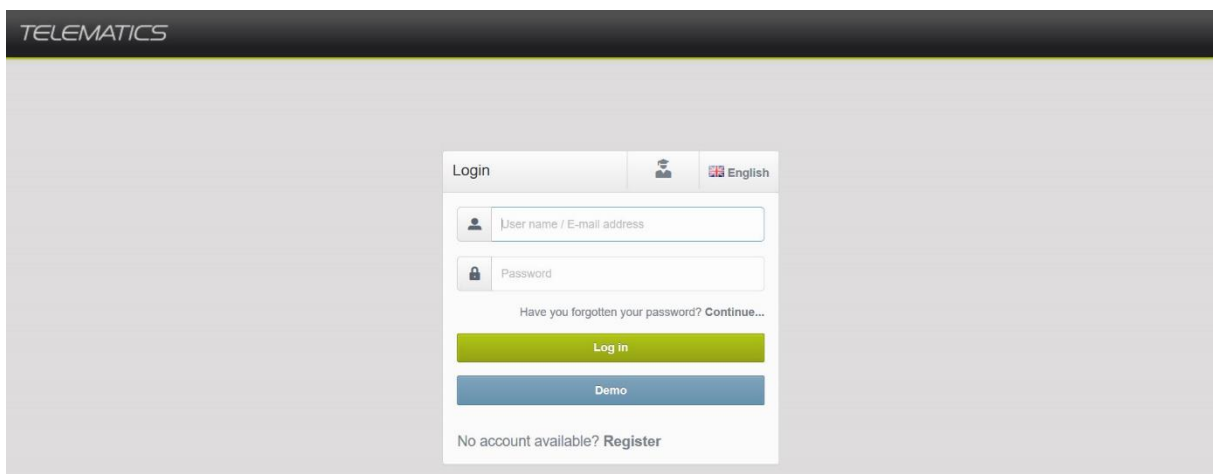 TELEMATICS
Login
English
User name / E-mail address
Password
Have you forgotten your password? Continue...
Log in
Demo
No account available? Register